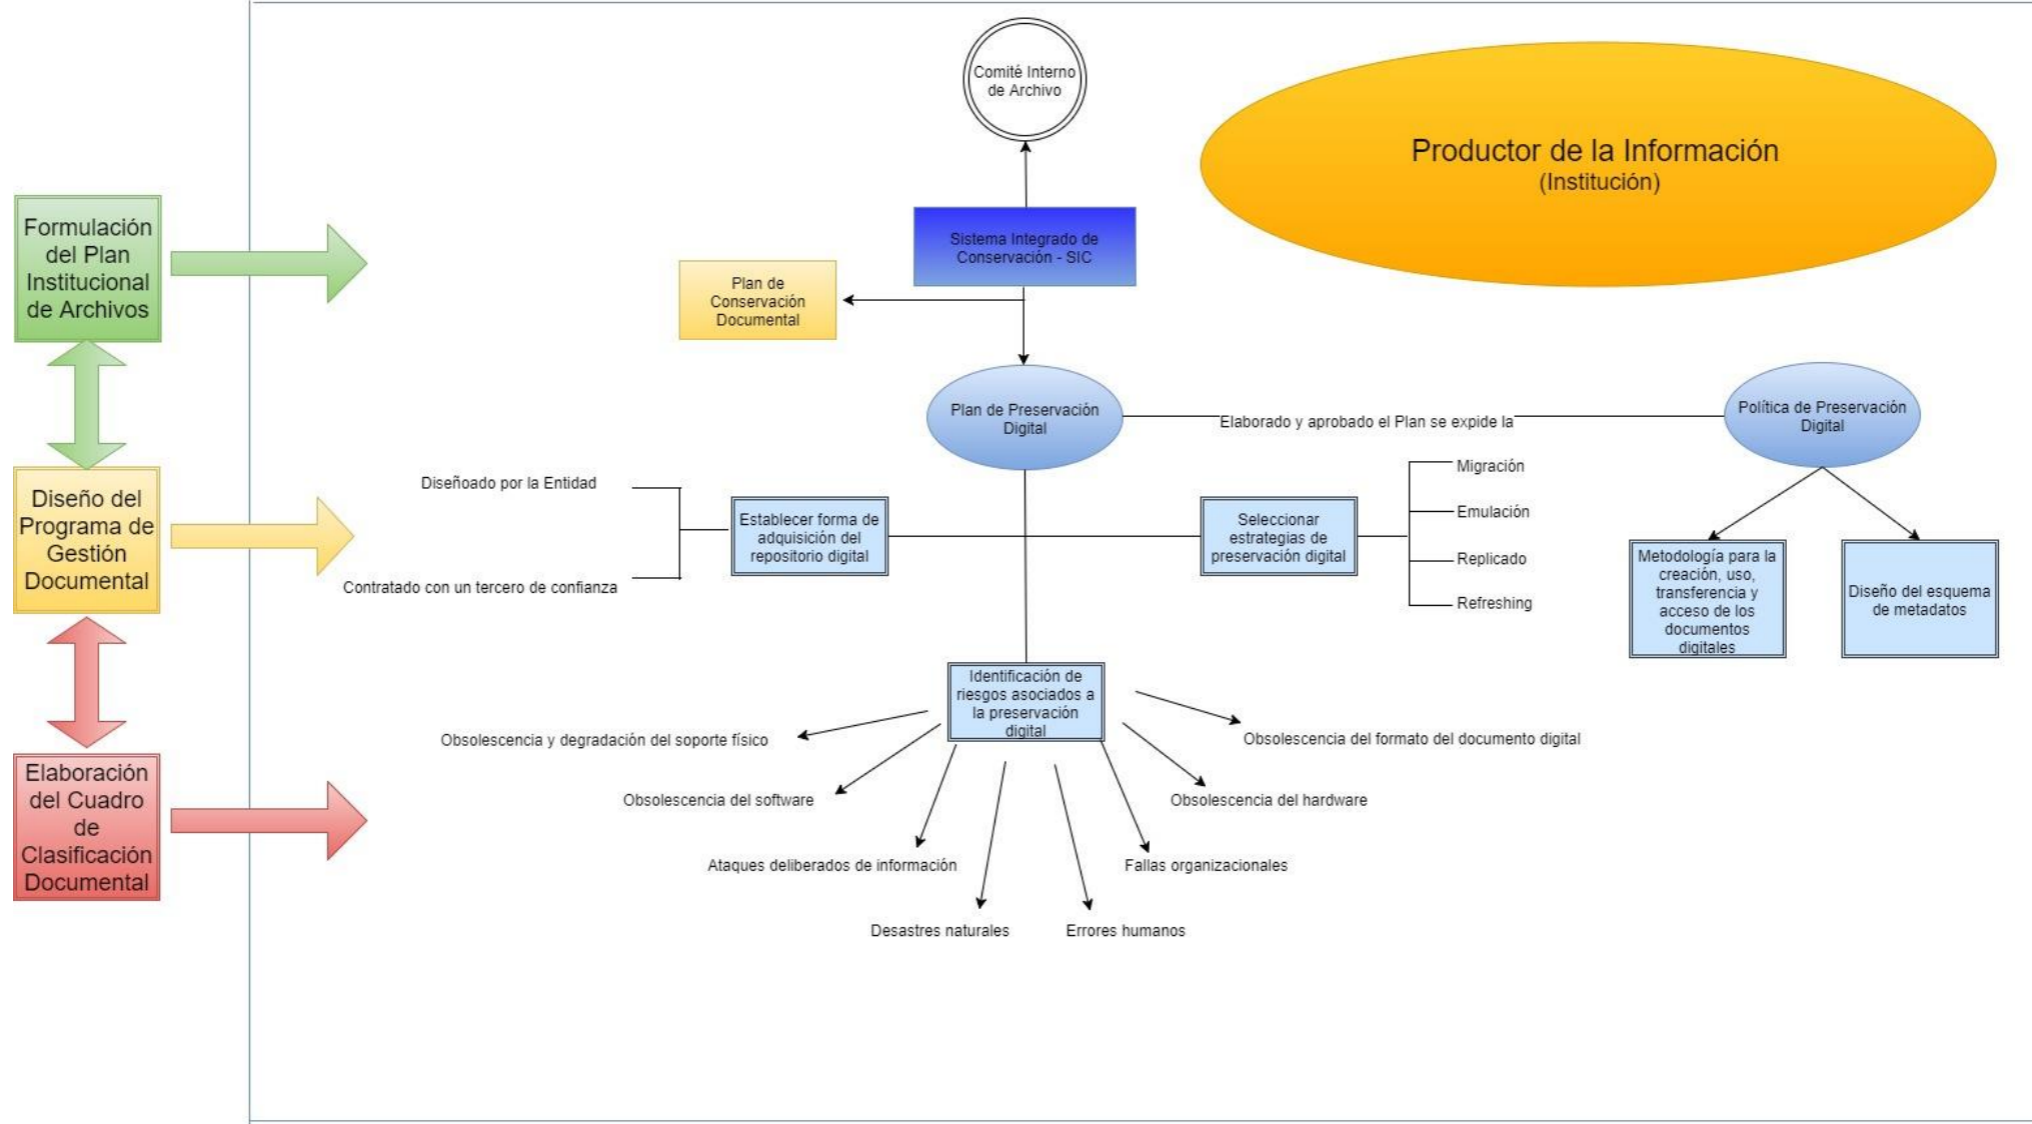 Comité Interno
de Archivo
Productor de la Información
(Institución)
Formulación
del Plan
Institucional
de Archivos
Sistema Integrado de
Conservación - SIC
Plan de
Conservación
Documental
Plan de Preservación
Digital
Elaborado y aprobado el Plan se expide la
Política de Preservación
Digital
Diseño del
Programa de
Gestión
Documental
Diseñoado por la Entidad
Contratado con un tercero de confianza
Establecer forma de
adquisición del
repositorio digital
Seleccionar
estrategias de
preservación digital
Migración
Emulación
Replicado
Refreshing
Metodología para la
creación, uso,
transferencia y
acceso de los
documentos
digitales
Diseño del esquema
de metadatos
Identificación de
riesgos asociados a
la preservación
digital
Obsolescencia y degradación del soporte físico
Obsolescencia del formato del documento digital
Elaboración
del Cuadro
de
Clasificación
Documental
Obsolescencia del software
Obsolescencia del hardware
Ataques deliberados de información
Fallas organizacionales
Desastres naturales
Errores humanos